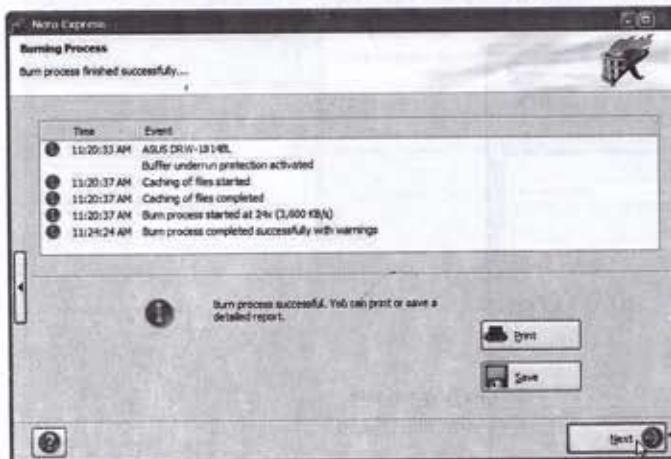 Nero Express
Burning Process
Burn process finished successfully....
Time Event
11:20:33 AM ASUS DRW-1814BL
Buffer underrun protection activated
11:20:37 AM Caching of files started
11:20:37 AM Caching of files completed
11:20:37 AM Burn process started at 24x (3,600 KB/s)
11:24:24 AM Burn process completed successfully with warnings
Burn process successful. You can print or save a
detailed report.
Print
Save
Next